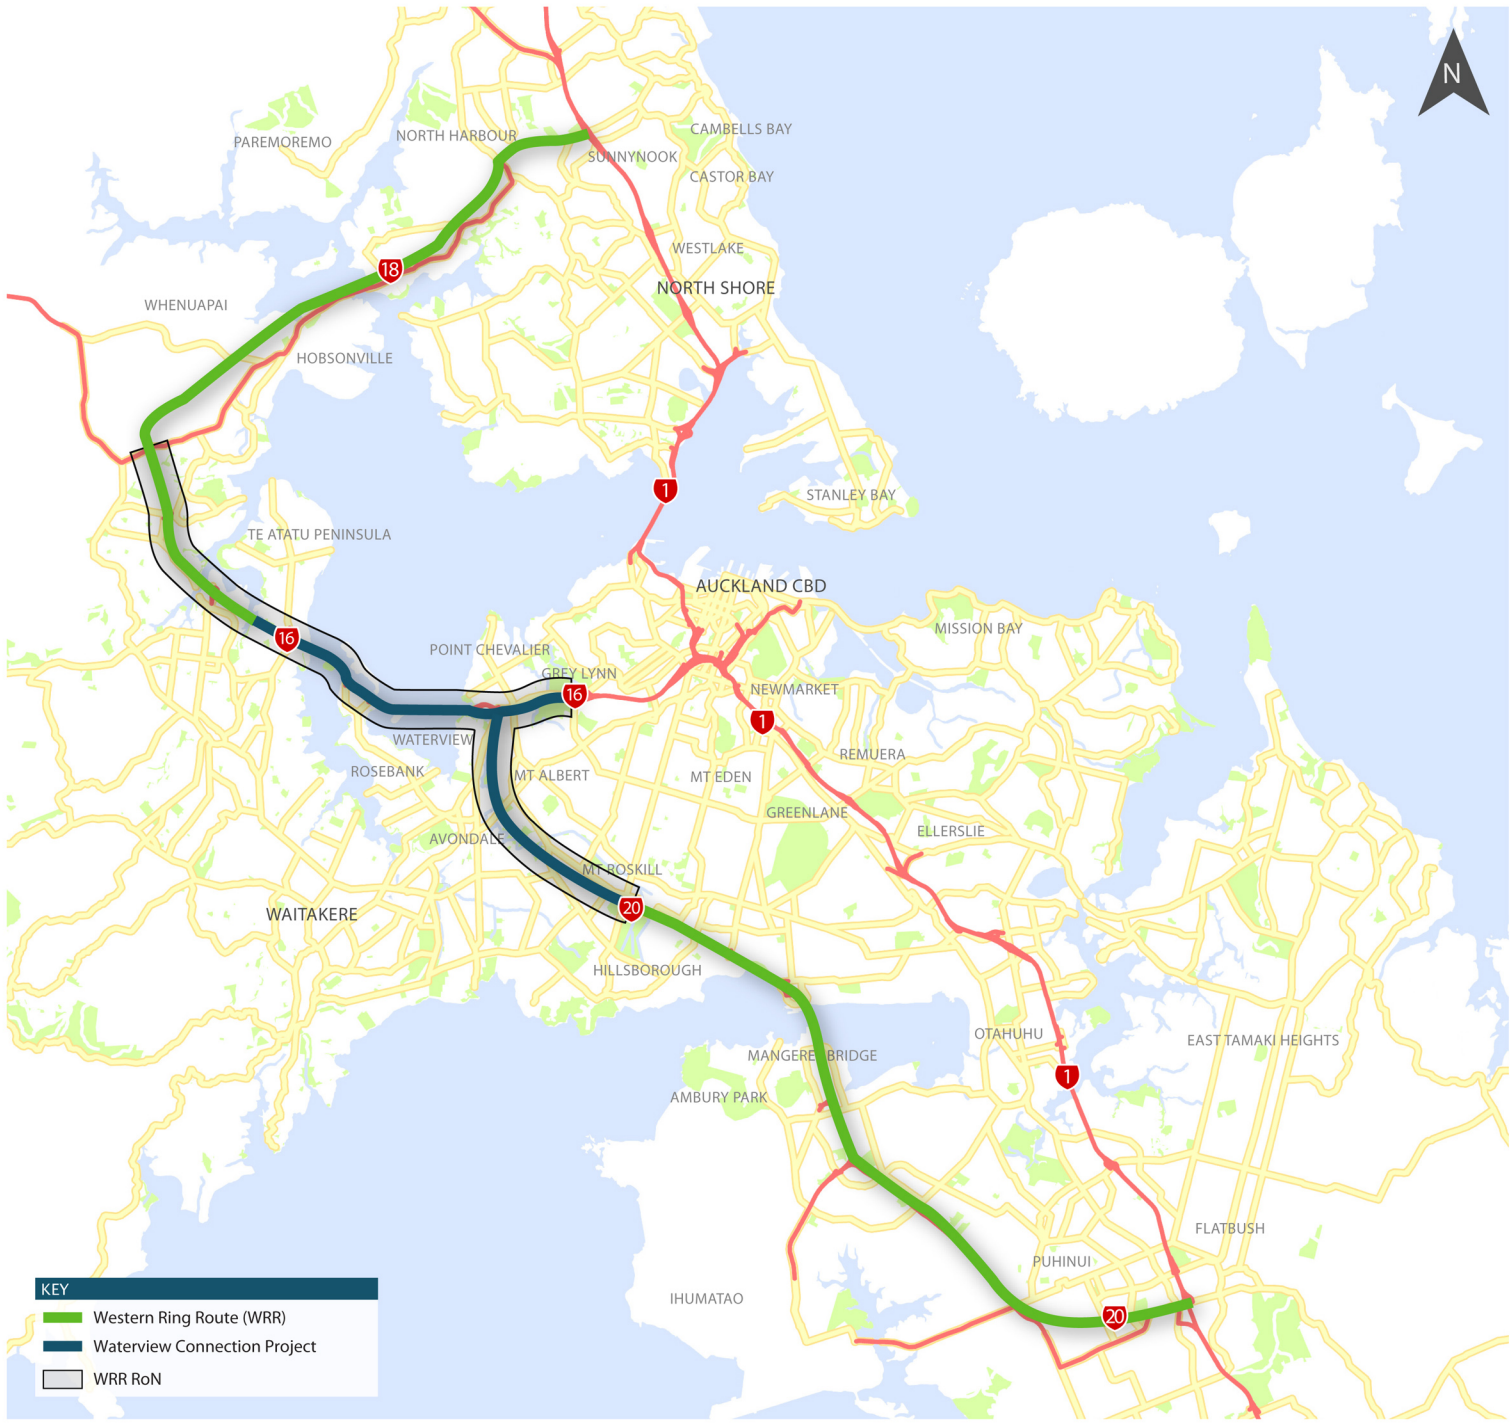 N
CAMBELLS BAY
NORTH HARBOUR
PAREMOREMO
SUNNYNOOK
CASTOR BAY
WESTLAKE
18
NORTH SHORE
WHENUAPAI
HOBSONVILLE
1
STANLEY BAY
TE ATATU PENINSULA
AUCKLAND CBD
MISSION BAY
16
POINT CHEVALIER
GREY LYNN
16
NEWMARKET
1
WATERVIEW
REMUERA
ROSEBANK
MT ALBERT
MT EDEN
GREENLANE
ELLERSLIE
AVONDALE
MT ROSKILL
20
WAITAKERE
HILLSBOROUGH
OTAHUHU
EAST TAMAKI HEIGHTS
MANGERE BRIDGE
1
AMBURY PARK
FLATBUSH
PUHINUI
IHUMATAO
20
KEY
Western Ring Route (WRR)
Waterview Connection Project
WRR RoN